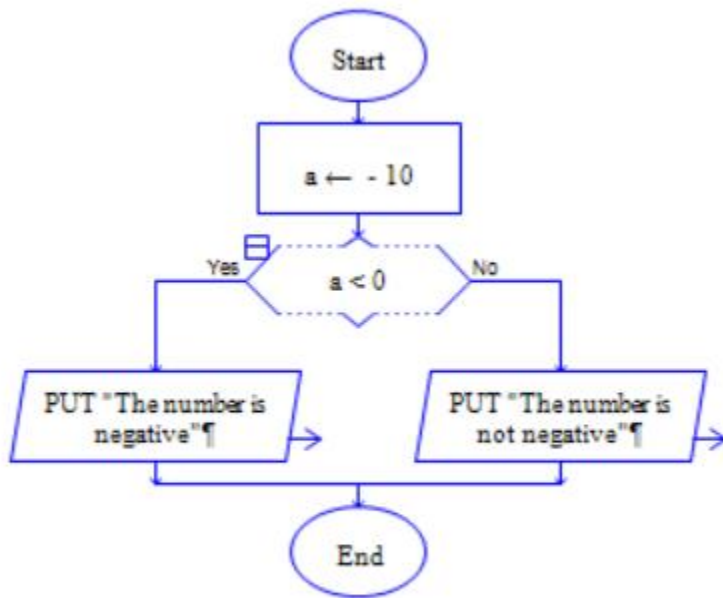 Start
a ← - 10
Yes
a < 0
No
PUT "The number is
negative"¶
PUT "The number is
not negative"¶
End